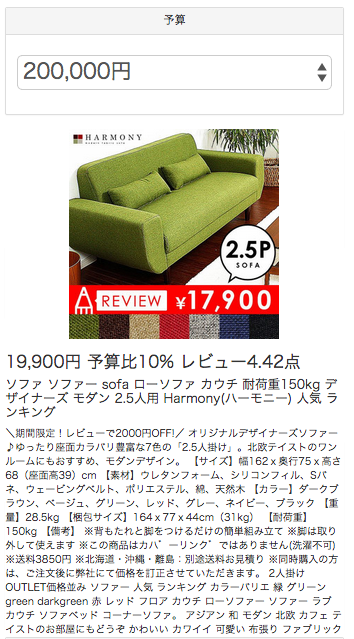 予算
200,000円
HARMONY
MODERN FABRIC SOFA
2.5P
SOFA
REVIEW ¥17,900
19,900円 予算比10% レビュー4.42点
ソファ ソファー sofa ローソファ カウチ 耐荷重150kg デ
ザイナーズ モダン 2.5人用 Harmony(ハーモニー) 人気 ラ
ンキング
＼期間限定！レビューで2000円OFF!／ オリジナルデザイナーズソファー
♪ゆったり座面カラバリ豊富な7色の「2.5人掛け」。北欧テイストのワン
ルームにもおすすめ、モダンデザイン。 【サイズ】幅162ｘ奥行75ｘ高さ
68（座面高39）cm 【素材】ウレタンフォーム、シリコンフィル、Sバ
ネ、ウェービングベルト、ポリエステル、綿、天然木 【カラー】ダークブ
ラウン、ベージュ、グリーン、レッド、グレー、ネイビー、ブラック 【重
量】28.5kg 【梱包サイズ】164ｘ77ｘ44cm（31kg） 【耐荷重】
150kg 【備考】 ※背もたれと脚をつけるだけの簡単組み立て ※脚は取り
外して使えます ※この商品はカバ゛ーリンク゛ではありません(洗濯不可)
※送料3850円 ※北海道・沖縄・離島：別途送料お見積り ※同時購入の方
は、ご注文後に弊社にて価格を訂正させていただきます。 2人掛け
OUTLET価格並み ソファー 人気 ランキング カラーバリエ 緑 グリーン
green darkgreen 赤 レッド フロア カウチ ローソファー ソファー ラブ
カウチ ソファベッド コーナーソファ。 アジアン 和 モダン 北欧 カフェ テ
イストのお部屋にもどうぞ かわいい カワイイ 可愛い 布張り ファブリック